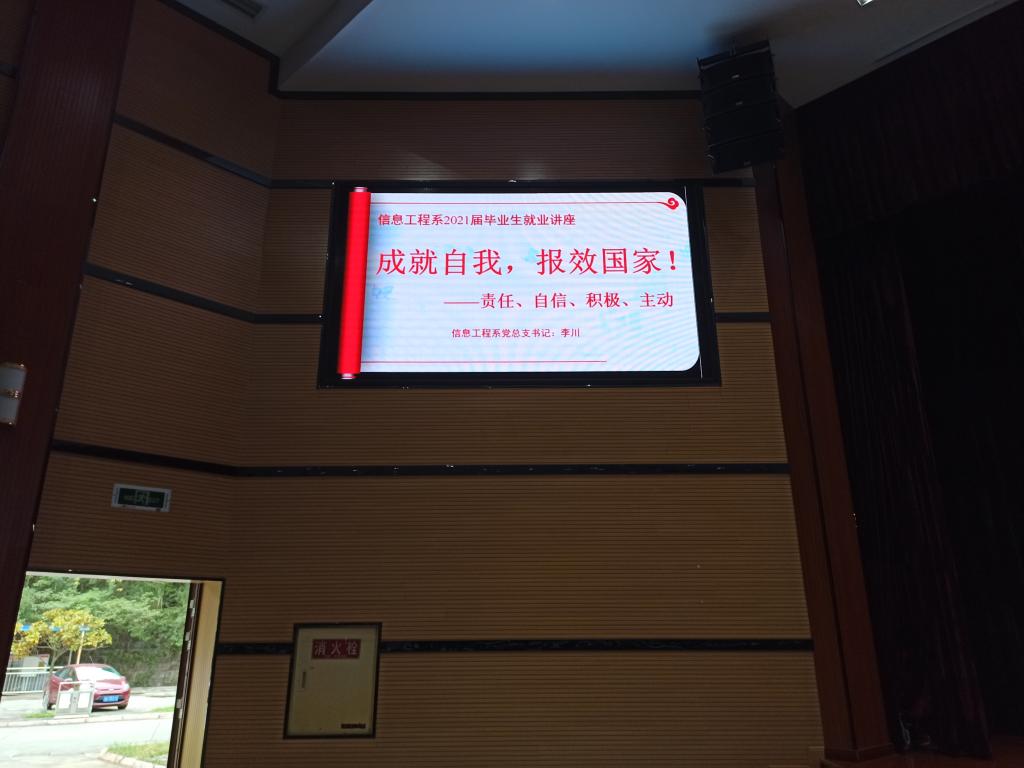 信息工程系2021届毕业生就业讲座
成就自我，报效国家！
——责任、自信、积极、主动
信息工程系党总支书记：李川
消火栓